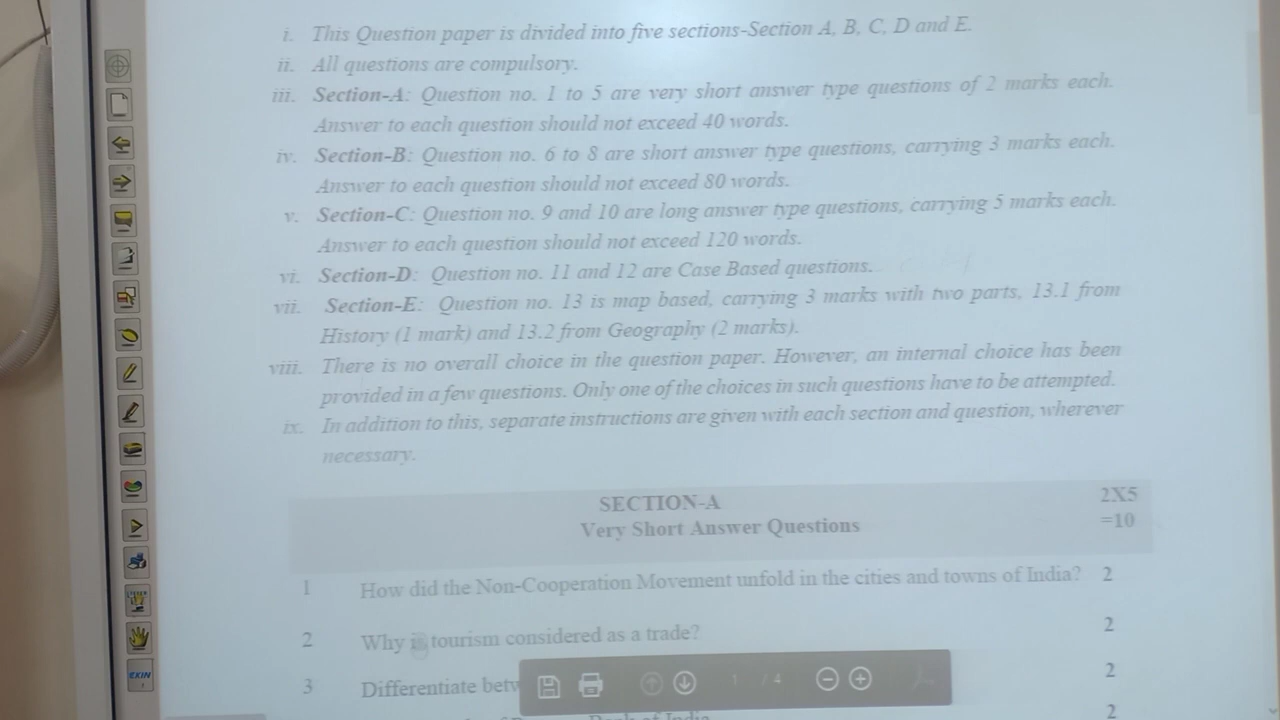 i. This Question paper is divided into five sections-Section A, B, C, D and E.
ii. All questions are compulsory.
iii. Section-A: Question no. 1 to 5 are very short answer type questions of 2 marks each.
Answer to each question should not exceed 40 words.
iv. Section-B: Question no. 6 to 8 are short answer type questions, carrying 3 marks each.
Answer to each question should not exceed 80 words.
v. Section-C: Question no. 9 and 10 are long answer type questions, carrying 5 marks each.
Answer to each question should not exceed 120 words.
vi. Section-D: Question no. 11 and 12 are Case Based questions.
vii. Section-E: Question no. 13 is map based, carrying 3 marks with two parts, 13.1 from
History (1 mark) and 13.2 from Geography (2 marks).
viii. There is no overall choice in the question paper. However, an internal choice has been
provided in a few questions. Only one of the choices in such questions have to be attempted.
ix. In addition to this, separate instructions are given with each section and question, wherever
necessary.
SECTION-A 2X5
Very Short Answer Questions =10
1 How did the Non-Cooperation Movement unfold in the cities and towns of India? 2
2 Why is tourism considered as a trade? 2
3 Differentiate 2
1 / 4
Bank of India 2
EXIN